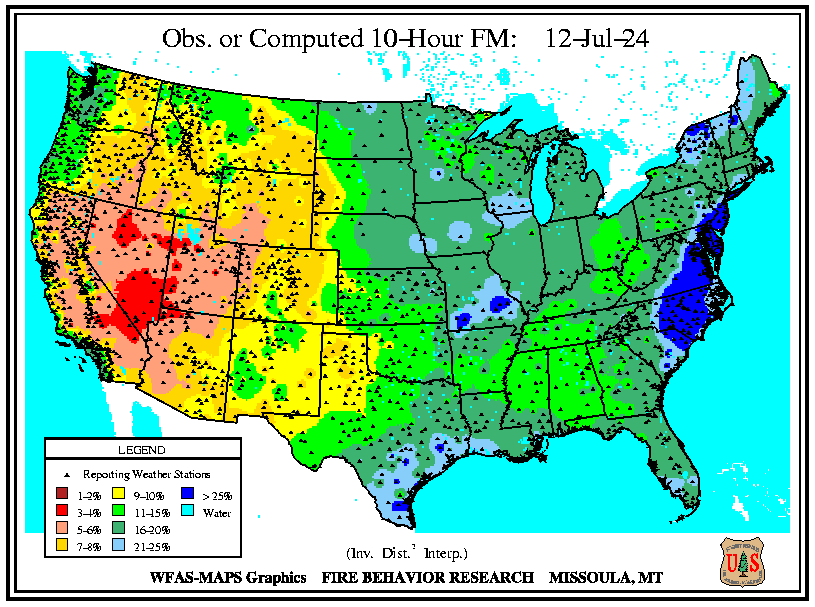 Obs. or Computed 10-Hour FM: 12-Jul-24
LEGEND
Reporting Weather Stations
1-2% 9-10% > 25%
3-4% 11-15% Water
5-6% 16-20%
7-8% 21-25%
(Inv. Dist.² Interp.)
WFAS-MAPS Graphics FIRE BEHAVIOR RESEARCH MISSOULA, MT
U S